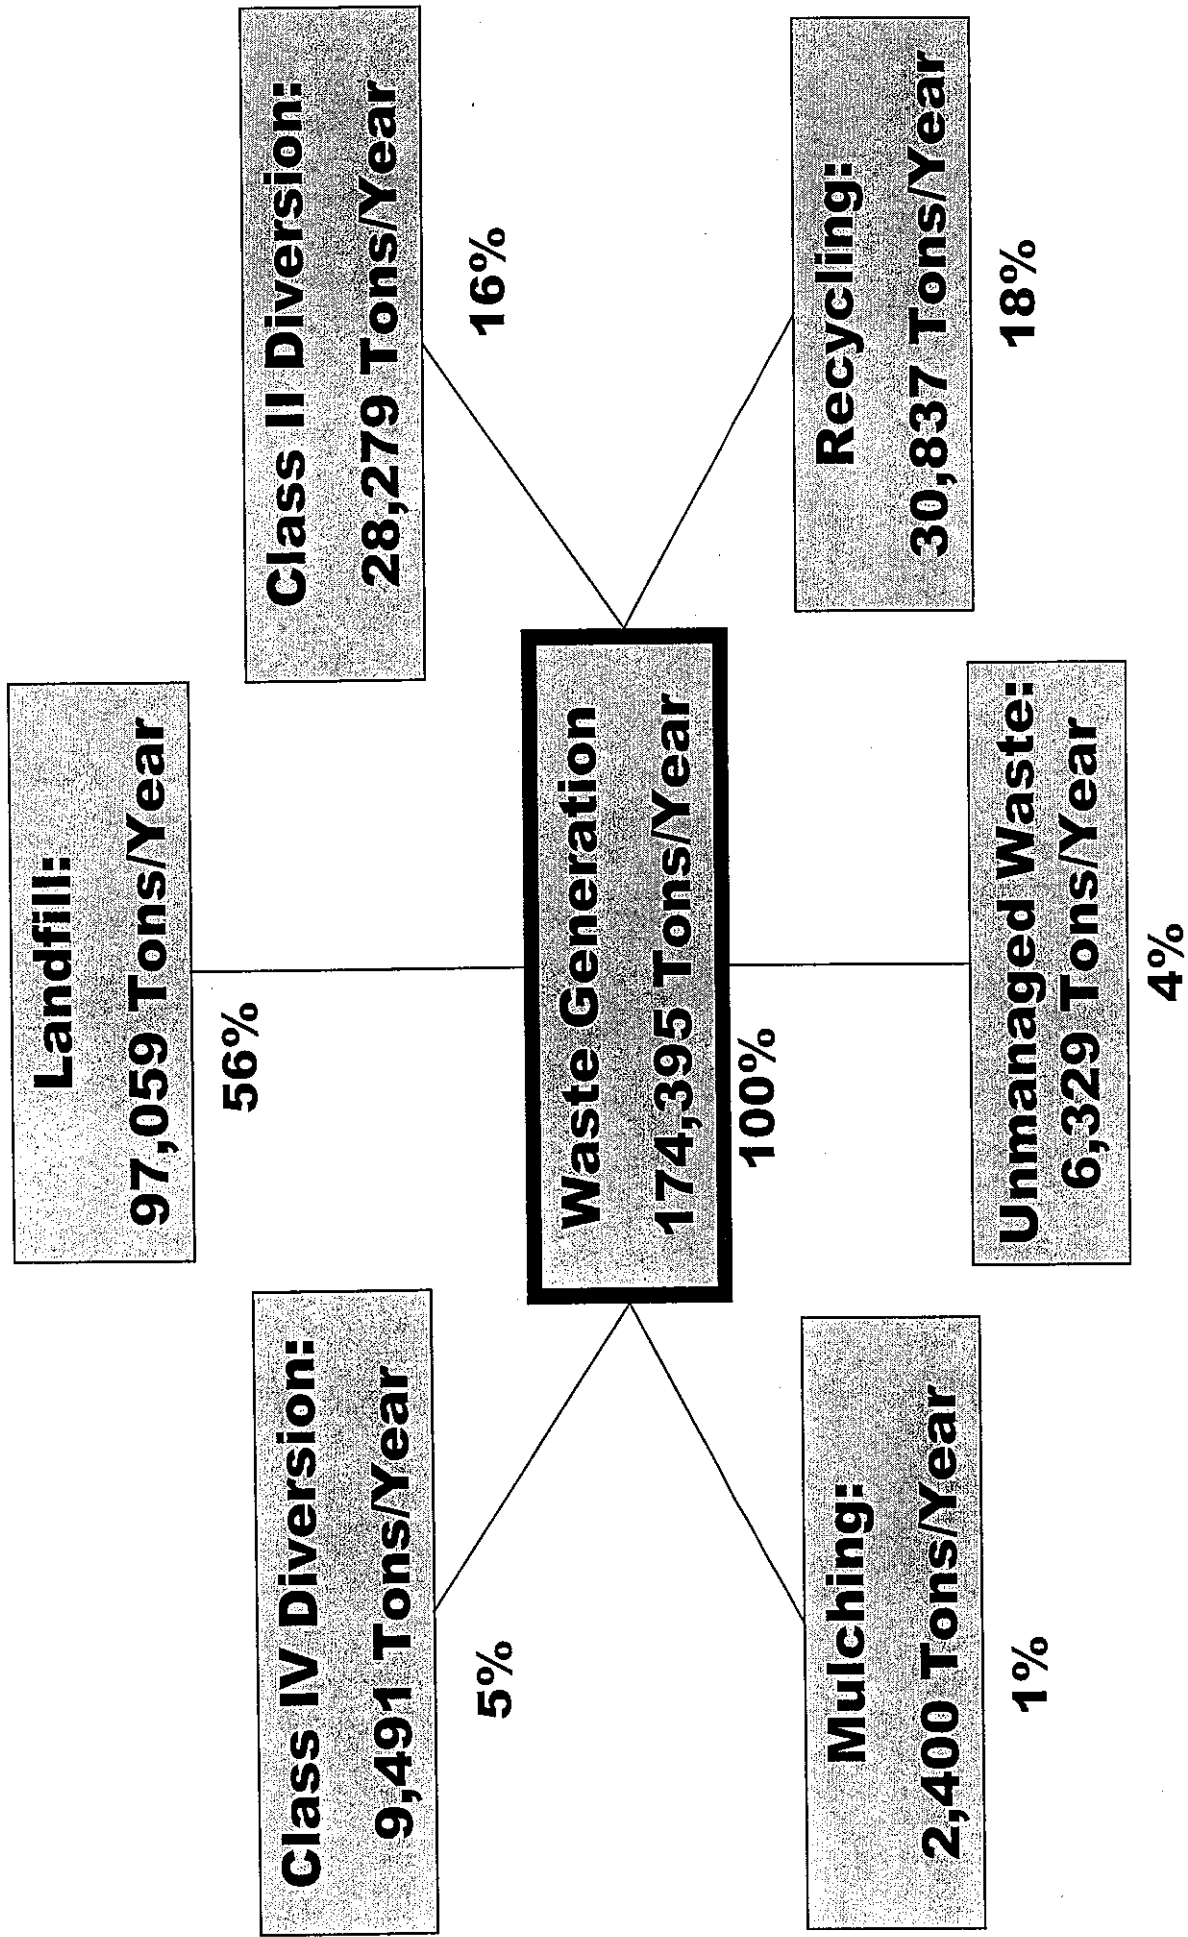 Landfill:
97,059 Tons/Year
56%
Class IV Diversion:
9,491 Tons/Year
5%
Class II Diversion:
28,279 Tons/Year
16%
Waste Generation
174,395 Tons/Year
100%
Mulching:
2,400 Tons/Year
1%
Recycling:
30,837 Tons/Year
18%
Unmanaged Waste:
6,329 Tons/Year
4%